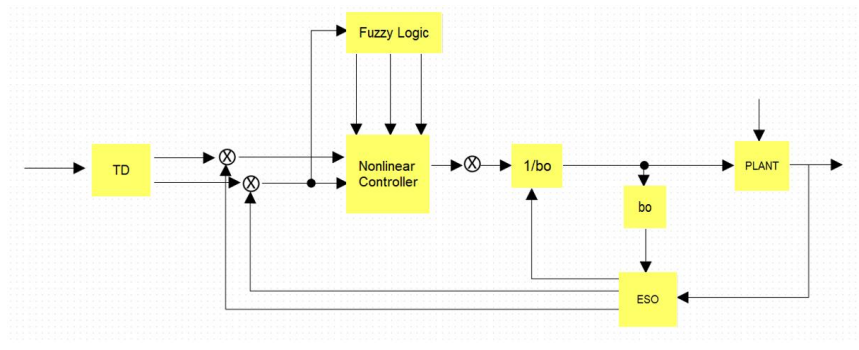 Fuzzy Logic
TD
Nonlinear
Controller
1/bo
PLANT
bo
ESO